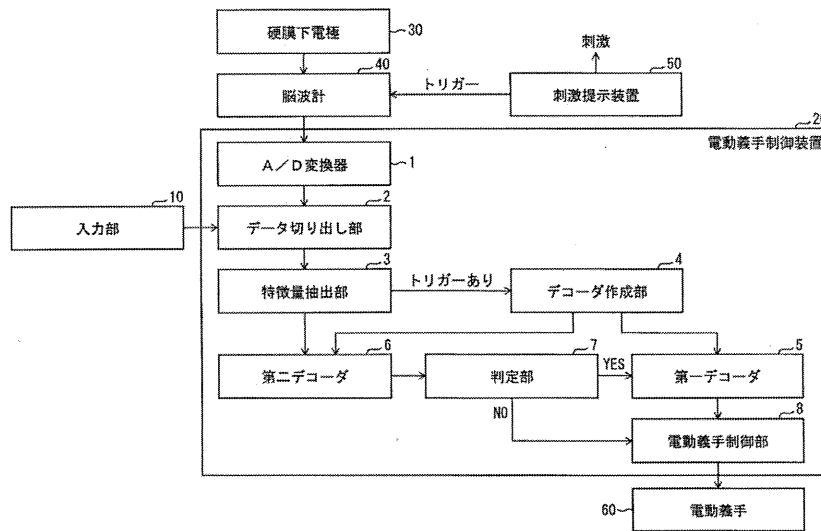 硬膜下電極
30
刺激
40
50
脳波計
トリガー
刺激提示装置
電動義手制御装置
A/D変換器
1
10
2
入力部
データ切り出し部
3
4
特徴量抽出部
トリガーあり
デコーダ作成部
6
7
5
第二デコーダ
判定部
YES
第一デコーダ
NO
8
電動義手制御部
60
電動義手